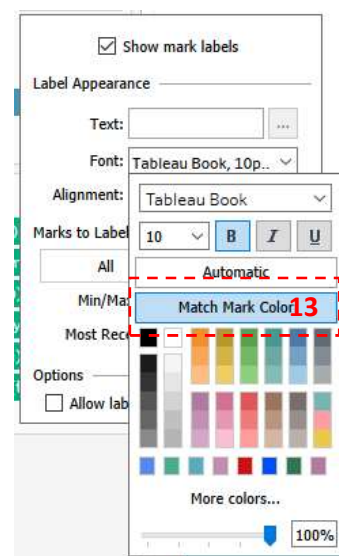 Show mark labels
Label Appearance
Text:
...
Font: Tableau Book, 10p..
Alignment:
Tableau Book
Marks to Label
10 B I U
All
Automatic
Min/Max
Match Mark Color 13
Most Rece
Options
Allow lab
More colors...
100%